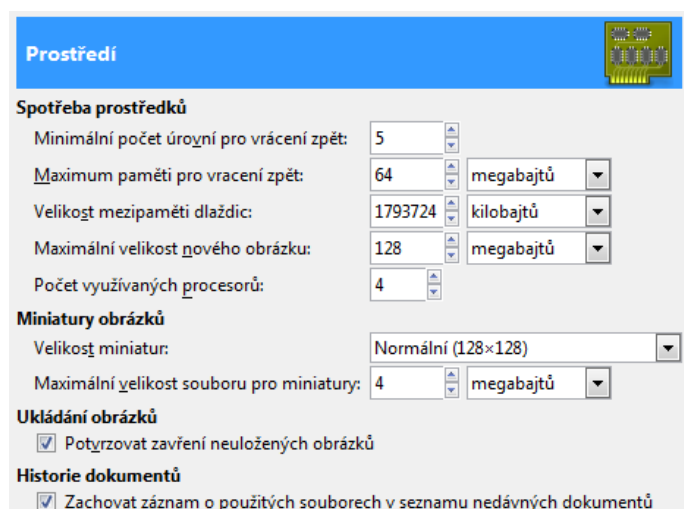 Prostředí
Spotřeba prostředků
Minimální počet úrovní pro vrácení zpět: 5
Maximum paměti pro vracení zpět: 64 megabajtů
Velikost mezipaměti dlaždic: 1793724 kilobajtů
Maximální velikost nového obrázku: 128 megabajtů
Počet využívaných procesorů: 4
Miniatury obrázků
Velikost miniatur: Normální (128×128)
Maximální velikost souboru pro miniatury: 4 megabajtů
Ukládání obrázků
Potvrzovat zavření neuložených obrázků
Historie dokumentů
Zachovat záznam o použitých souborech v seznamu nedávných dokumentů